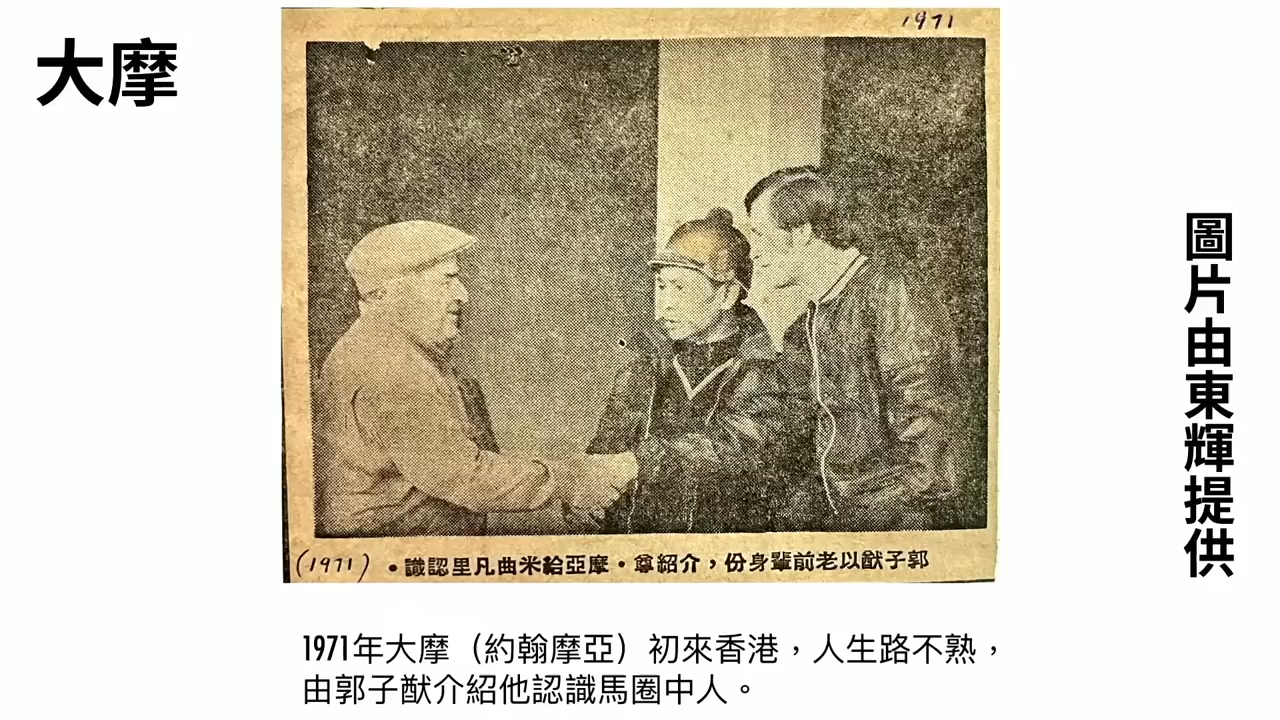 大摩
1971
(1971) •識認里凡曲米給亞摩•尊紹介，份身輩前老以猷子郭
圖片由東輝提供
1971年大摩（約翰摩亞）初來香港，人生路不熟，
由郭子猷介紹他認識馬圈中人。